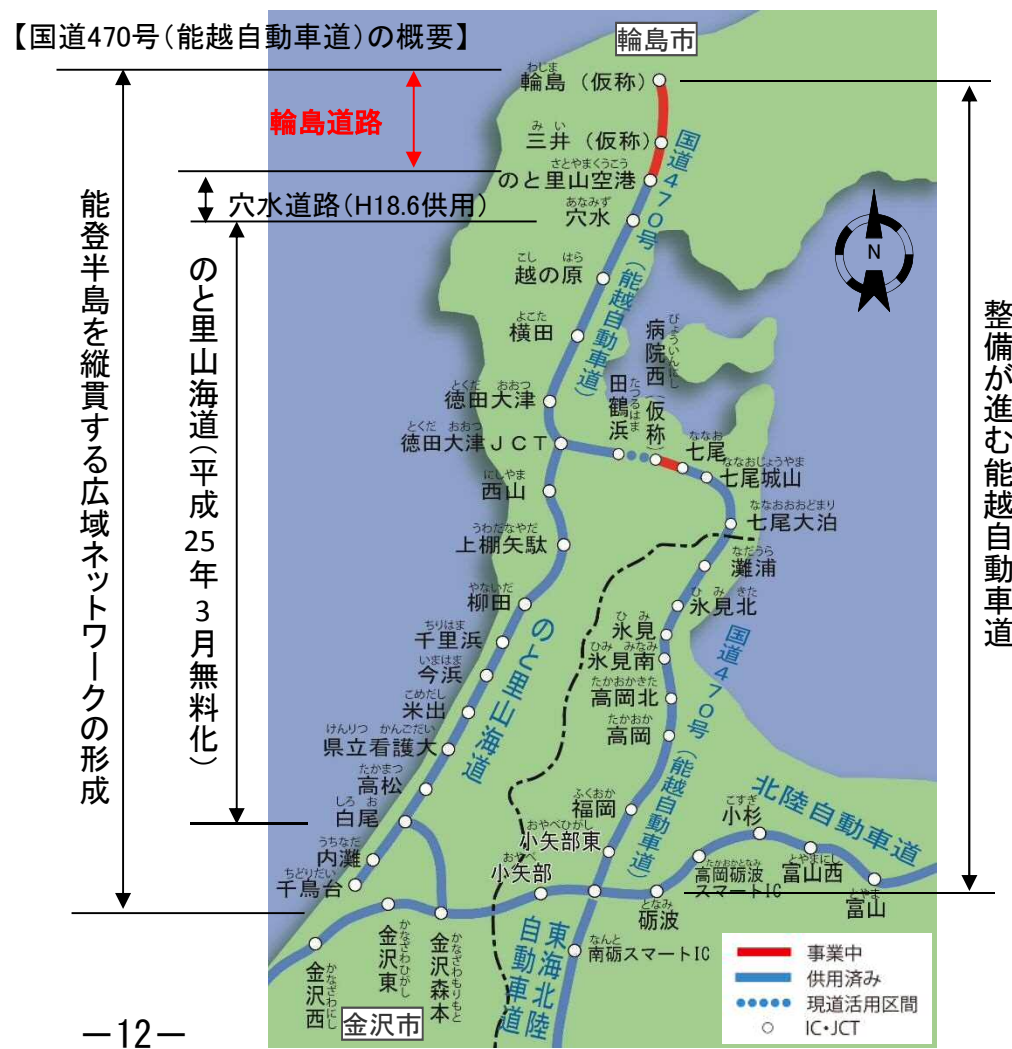 【国道470号(能越自動車道)の概要】
輪島市
わじま
輪島(仮称)
輪島道路
みい
三井(仮称)
さとやまくうこう
のと里山空港
穴水道路(H18.6供用)
あなみず
穴水
国道470号(能越自動車道)
N
こし はら
越の原
よこた
横田
びょういんにし
病院西(仮称)
たつるはま
田鶴浜
とくだ おおつ
徳田大津
とくだ おおつ
徳田大津JCT
ななお
七尾
ななおじょうやま
七尾城山
ななおおおどまり
七尾大泊
にしやま
西山
うわだなやだ
上棚矢駄
なだうら
灘浦
ひみ きた
氷見北
ひみ
氷見
ひみ みなみ
氷見南
たかおかきた
高岡北
たかおか
高岡
国道470号(能越自動車道)
やないだ
柳田
ちりはま
千里浜
いまはま
今浜
こめだし
米出
けんりつ かんごだい
県立看護大
たかまつ
高松
しろ お
白尾
うちなだ
内灘
ちどりだい
千鳥台
のと里山海道
ふくおか
福岡
おやべひがし
小矢部東
おやべ
小矢部
こすぎ
小杉
北陸自動車道
たかおかとなみ
高岡砺波
スマートIC
とやまにし
富山西
とやま
富山
となみ
砺波
なんと
南砺スマートIC
東海北陸
自動車道
かなざわもりもと
金沢森本
かなざわひがし
金沢東
かなざわにし
金沢西
金沢市
能登半島を縦貫する広域ネットワークの形成
のと里山海道(平成25年3月無料化)
整備が進む能越自動車道
事業中
供用済み
現道活用区間
IC・JCT
－12－